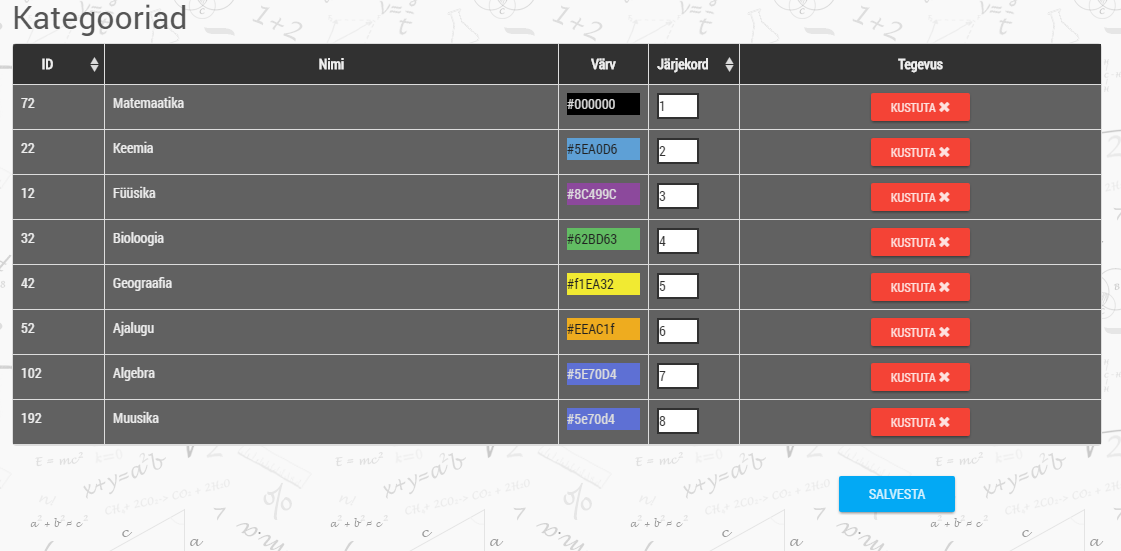 Kategooriad
ID Nimi Värv Järjekord Tegevus
72 Matemaatika #000000 1 KUSTUTA ✖
22 Keemia #5EA0D6 2 KUSTUTA ✖
12 Füüsika #8C499C 3 KUSTUTA ✖
32 Bioloogia #62BD63 4 KUSTUTA ✖
42 Geograafia #f1EA32 5 KUSTUTA ✖
52 Ajalugu #EEAC1f 6 KUSTUTA ✖
102 Algebra #5E70D4 7 KUSTUTA ✖
192 Muusika #5e70d4 8 KUSTUTA ✖
SALVESTA